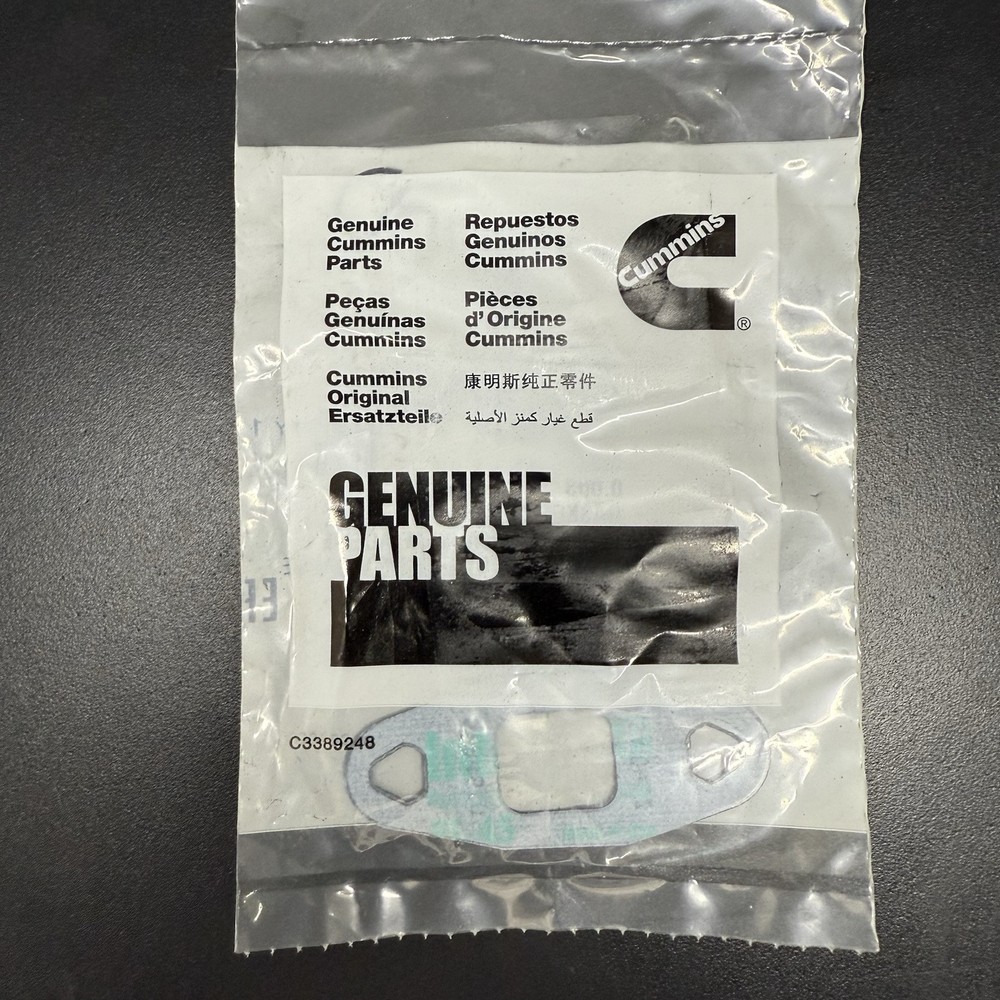 Genuine
Cummins
Parts
Repuestos
Genuinos
Cummins
Cummins
®
Peças
Genuínas
Cummins
Pièces
d'Origine
Cummins
Cummins
Original
Ersatzteile
康明斯纯正零件
قطع غيار كمنز الأصلية
GENUINE
PARTS
C3389248